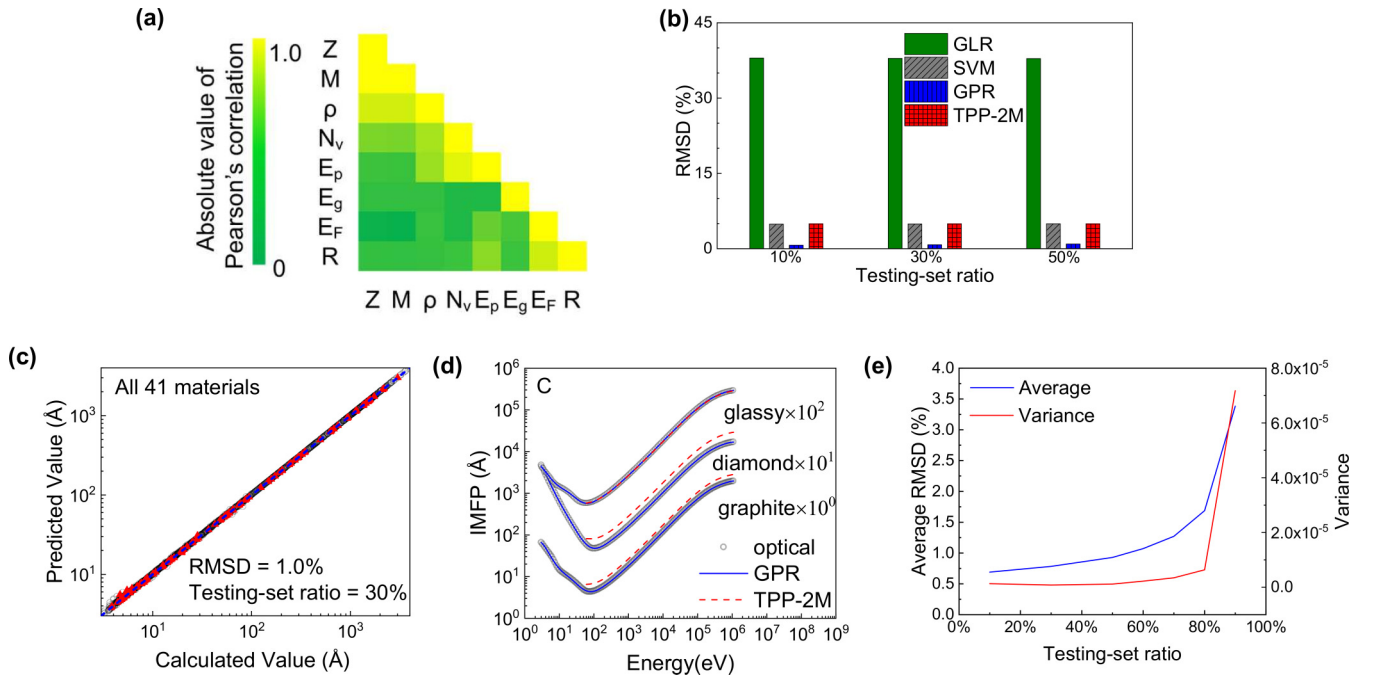 (a)
Absolute value of
Pearson's correlation
1.0
0
Z
M
ρ
Nv
Ep
Eg
EF
R
Z M ρ Nv Ep Eg EF R
(b)
RMSD (%)
45
30
15
0
GLR
SVM
GPR
TPP-2M
10% 30% 50%
Testing-set ratio
(c)
Predicted Value (Å)
10³
10²
10¹
All 41 materials
RMSD = 1.0%
Testing-set ratio = 30%
10¹ 10² 10³
Calculated Value (Å)
(d)
IMFP (Å)
10⁶
10⁵
10⁴
10³
10²
10¹
10⁰
C
glassy×10²
diamond×10¹
graphite×10⁰
optical
GPR
TPP-2M
10⁰ 10¹ 10² 10³ 10⁴ 10⁵ 10⁶ 10⁷ 10⁸ 10⁹
Energy(eV)
(e)
Average RMSD (%)
4.0
3.5
3.0
2.5
2.0
1.5
1.0
0.5
0.0
Average
Variance
8.0x10⁻⁵
6.0x10⁻⁵
4.0x10⁻⁵
2.0x10⁻⁵
0.0
Variance
0% 20% 40% 60% 80% 100%
Testing-set ratio